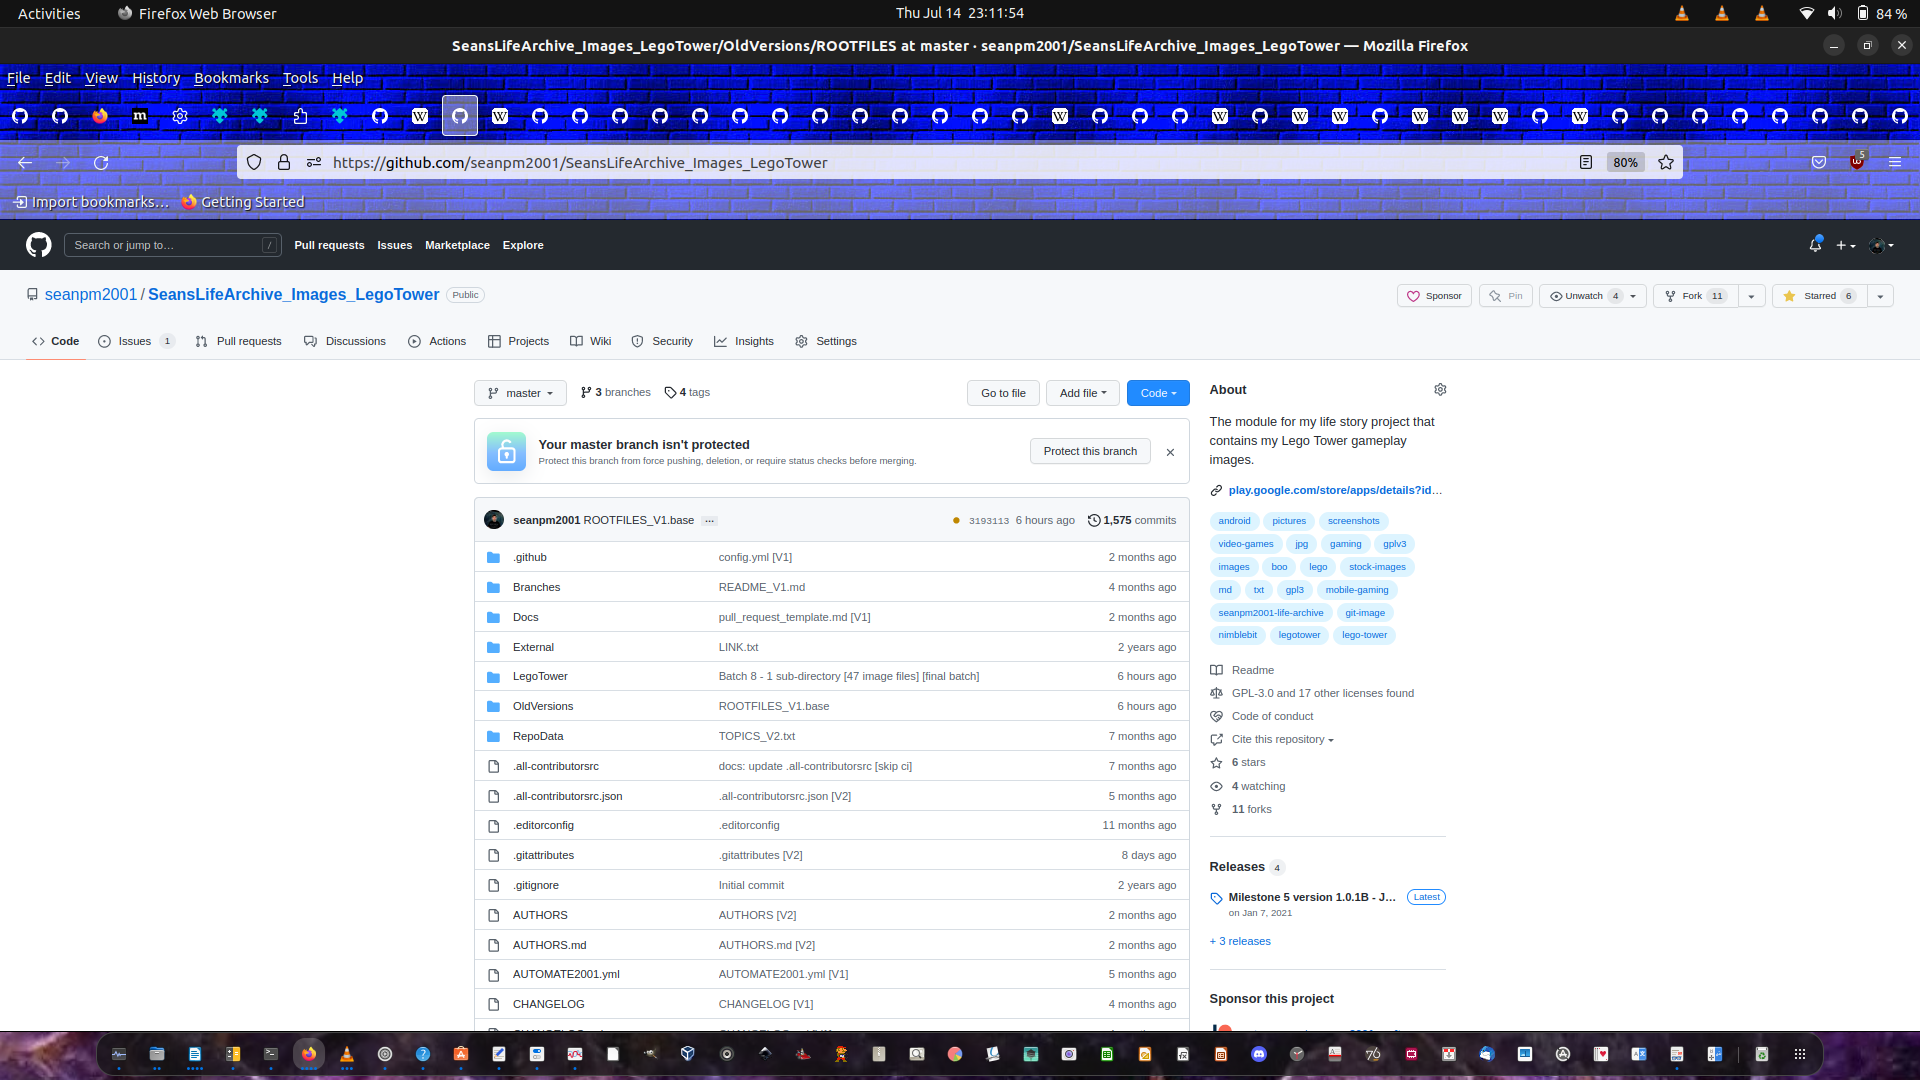 Activities Firefox Web Browser Thu Jul 14 23:11:54 84 %
SeansLifeArchive_Images_LegoTower/OldVersions/ROOTFILES at master · seanpm2001/SeansLifeArchive_Images_LegoTower — Mozilla Firefox
File Edit View History Bookmarks Tools Help
https://github.com/seanpm2001/SeansLifeArchive_Images_LegoTower 80% 5
Import bookmarks… Getting Started
Search or jump to… / Pull requests Issues Marketplace Explore
seanpm2001 / SeansLifeArchive_Images_LegoTower Public Sponsor Pin Unwatch 4 Fork 11 Starred 6
Code Issues 1 Pull requests Discussions Actions Projects Wiki Security Insights Settings
master 3 branches 4 tags Go to file Add file Code
Your master branch isn't protected
Protect this branch from force pushing, deletion, or require status checks before merging.
Protect this branch
seanpm2001 ROOTFILES_V1.base … 3193113 6 hours ago 1,575 commits
.github config.yml [V1] 2 months ago
Branches README_V1.md 4 months ago
Docs pull_request_template.md [V1] 2 months ago
External LINK.txt 2 years ago
LegoTower Batch 8 - 1 sub-directory [47 image files] [final batch] 6 hours ago
OldVersions ROOTFILES_V1.base 6 hours ago
RepoData TOPICS_V2.txt 7 months ago
.all-contributorsrc docs: update .all-contributorsrc [skip ci] 7 months ago
.all-contributorsrc.json .all-contributorsrc.json [V2] 5 months ago
.editorconfig .editorconfig 11 months ago
.gitattributes .gitattributes [V2] 8 days ago
.gitignore Initial commit 2 years ago
AUTHORS AUTHORS [V2] 2 months ago
AUTHORS.md AUTHORS.md [V2] 2 months ago
AUTOMATE2001.yml AUTOMATE2001.yml [V1] 5 months ago
CHANGELOG CHANGELOG [V1] 4 months ago
About
The module for my life story project that
contains my Lego Tower gameplay
images.
play.google.com/store/apps/details?id…
android pictures screenshots
video-games jpg gaming gplv3
images boo lego stock-images
md txt gpl3 mobile-gaming
seanpm2001-life-archive git-image
nimblebit legotower lego-tower
Readme
GPL-3.0 and 17 other licenses found
Code of conduct
Cite this repository
6 stars
4 watching
11 forks
Releases 4
Milestone 5 version 1.0.1B - J… Latest
on Jan 7, 2021
+ 3 releases
Sponsor this project